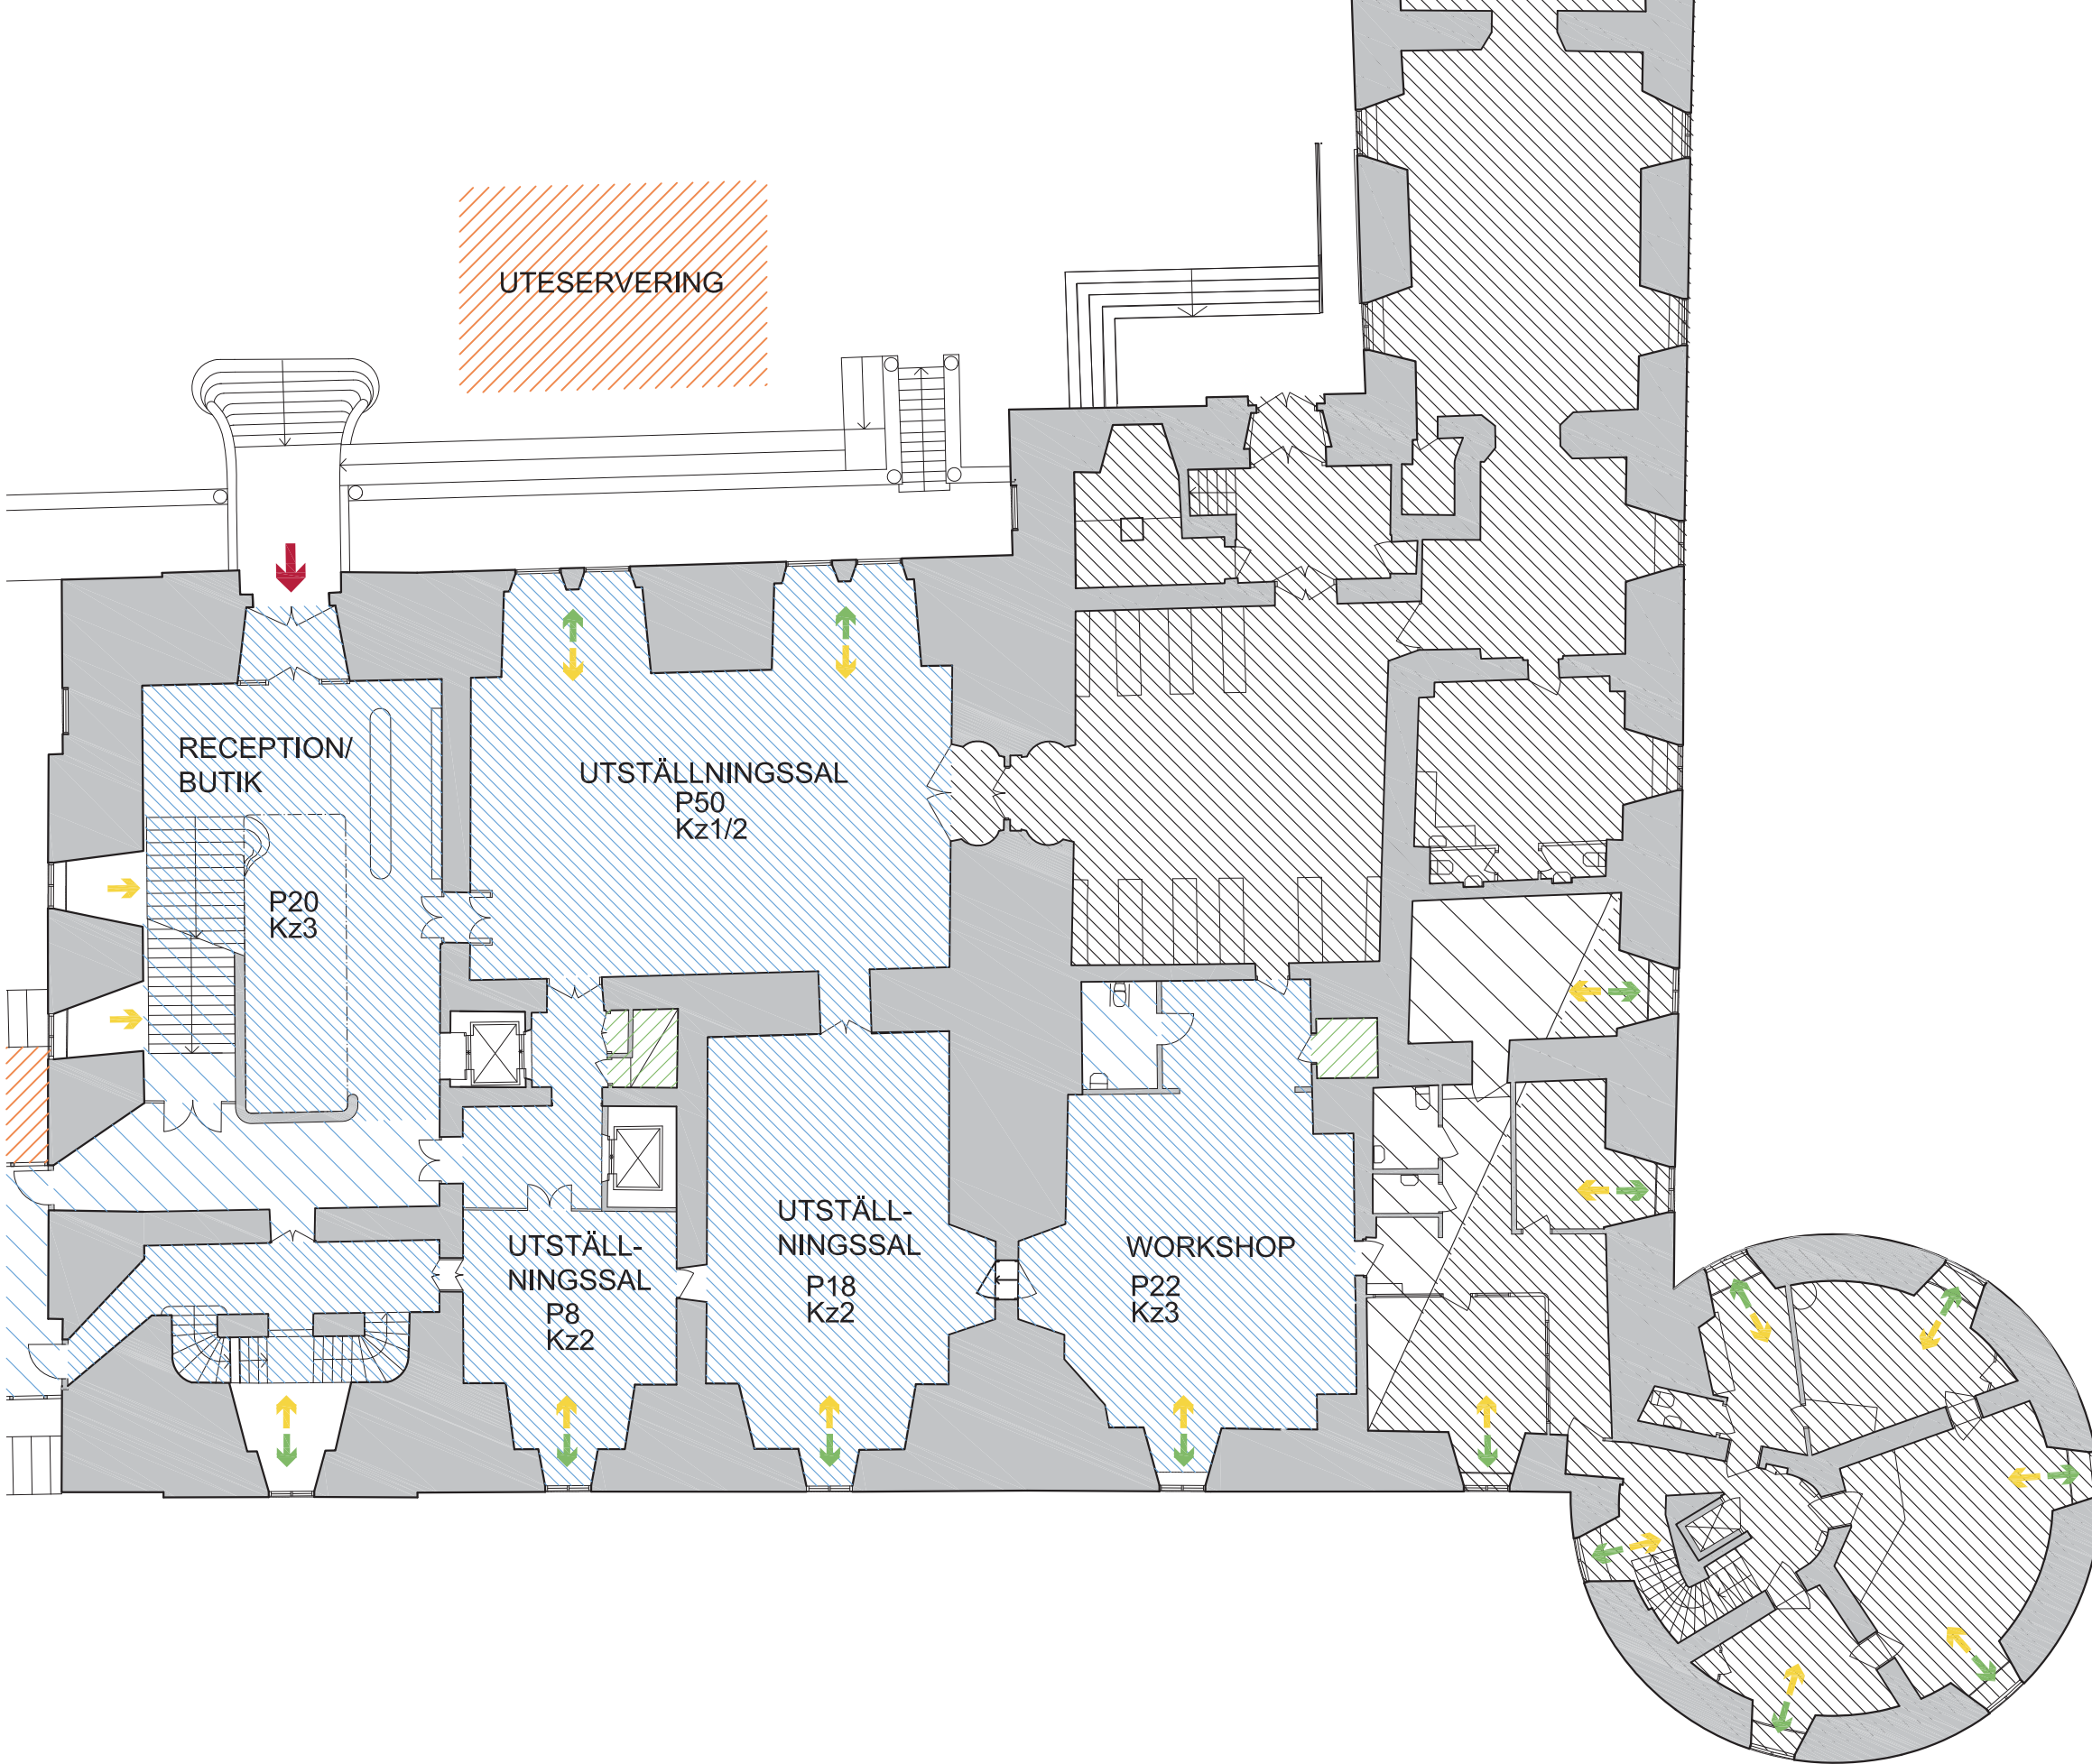 UTESERVERING
RECEPTION/
BUTIK
UTSTÄLLNINGSSAL
P50
Kz1/2
P20
Kz3
UTSTÄLL-
NINGSSAL
P8
Kz2
UTSTÄLL-
NINGSSAL
P18
Kz2
WORKSHOP
P22
Kz3